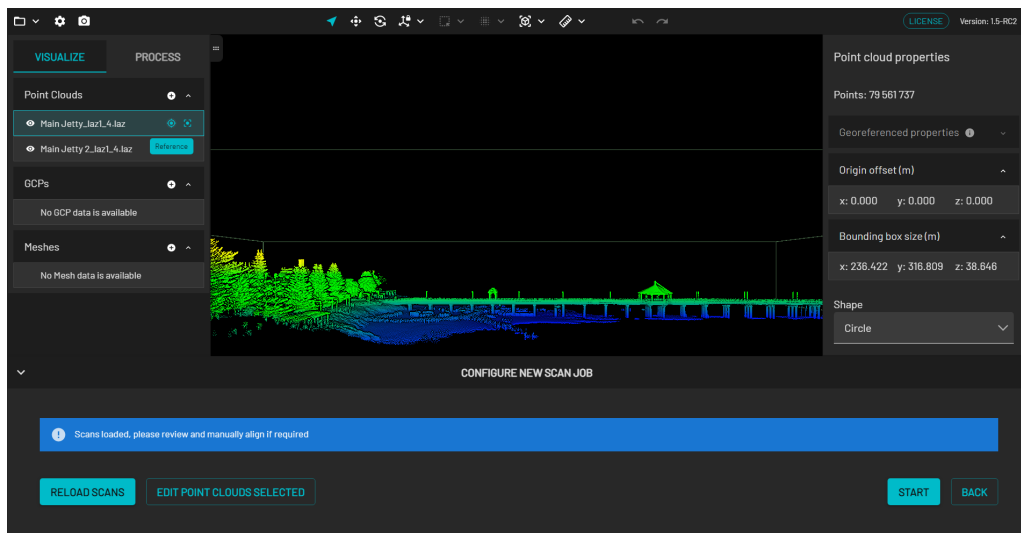 LICENSE Version: 1.5-RC2
VISUALIZE PROCESS
Point Clouds
Main Jetty_laz1_4.laz
Main Jetty 2_laz1_4.laz Reference
GCPs
No GCP data is available
Meshes
No Mesh data is available
Point cloud properties
Points: 79 561 737
Georeferenced properties
Origin offset (m)
x: 0.000 y: 0.000 z: 0.000
Bounding box size (m)
x: 236.422 y: 316.809 z: 38.646
Shape
Circle
CONFIGURE NEW SCAN JOB
Scans loaded, please review and manually align if required
RELOAD SCANS EDIT POINT CLOUDS SELECTED START BACK